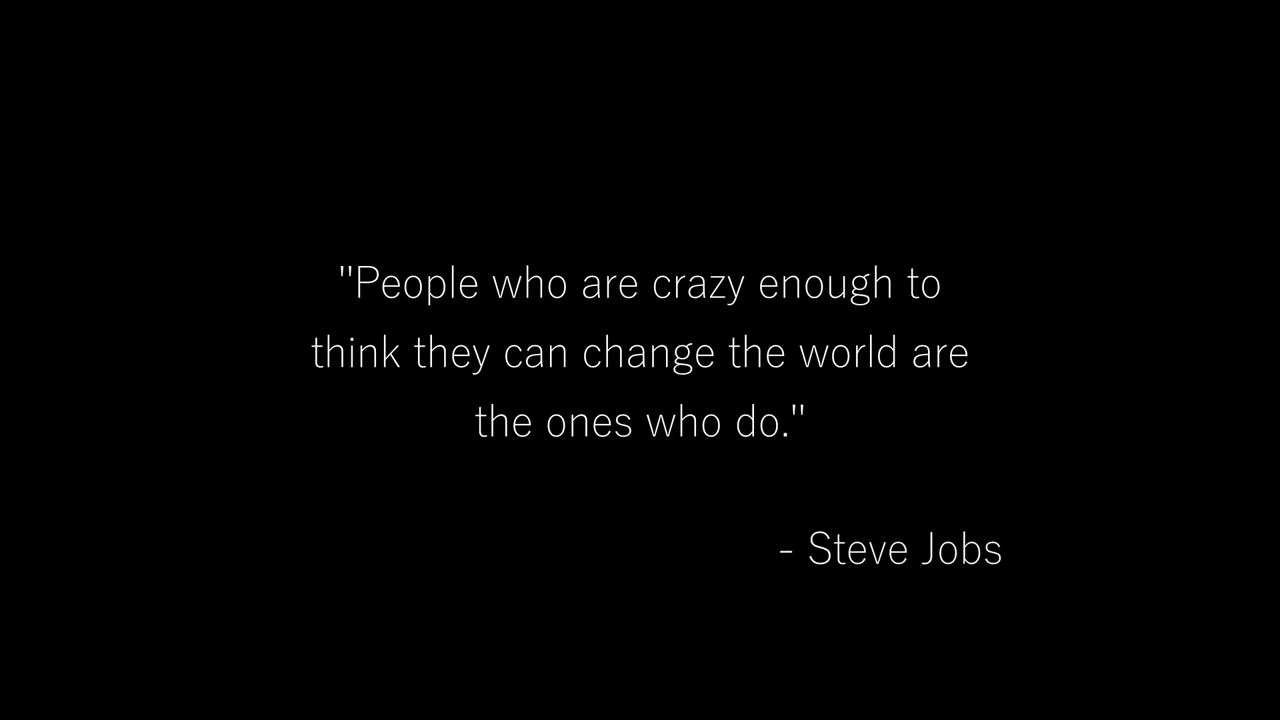 "People who are crazy enough to
think they can change the world are
the ones who do."
- Steve Jobs